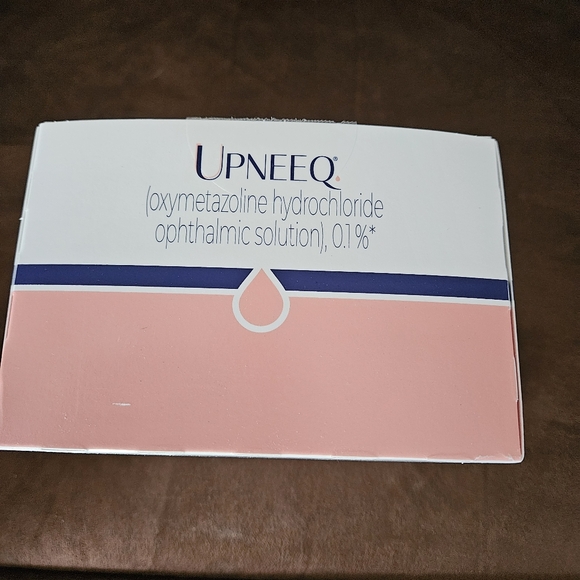 UPNEEQ®
(oxymetazoline hydrochloride
ophthalmic solution), 0.1%*